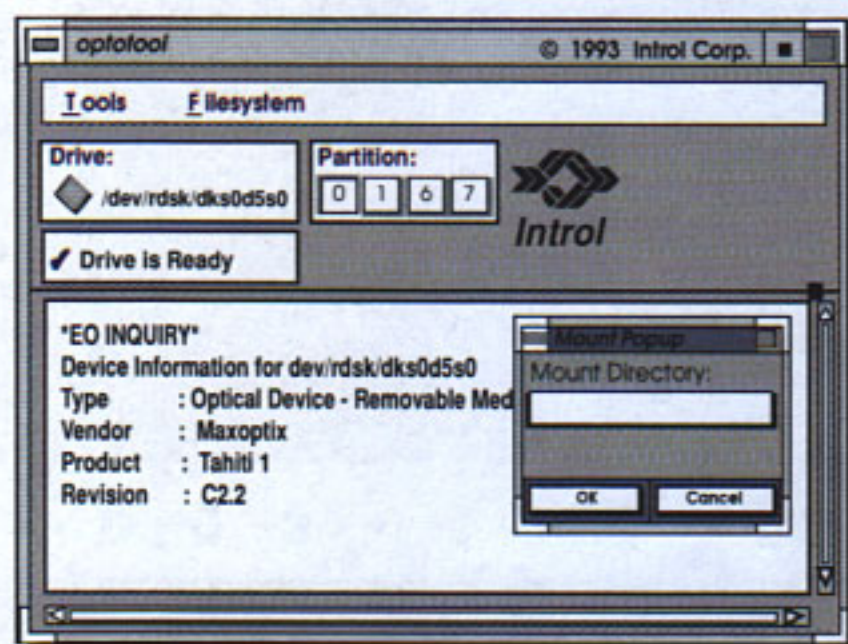 optotool © 1993 Introl Corp.
Tools Filesystem
Drive:
/dev/rdsk/dks0d5s0
Partition:
0 1 6 7
Introl
✓ Drive is Ready
*EO INQUIRY*
Device Information for dev/rdsk/dks0d5s0
Type : Optical Device - Removable Med
Vendor : Maxoptix
Product : Tahiti 1
Revision : C2.2
Mount Popup
Mount Directory:
OK Cancel